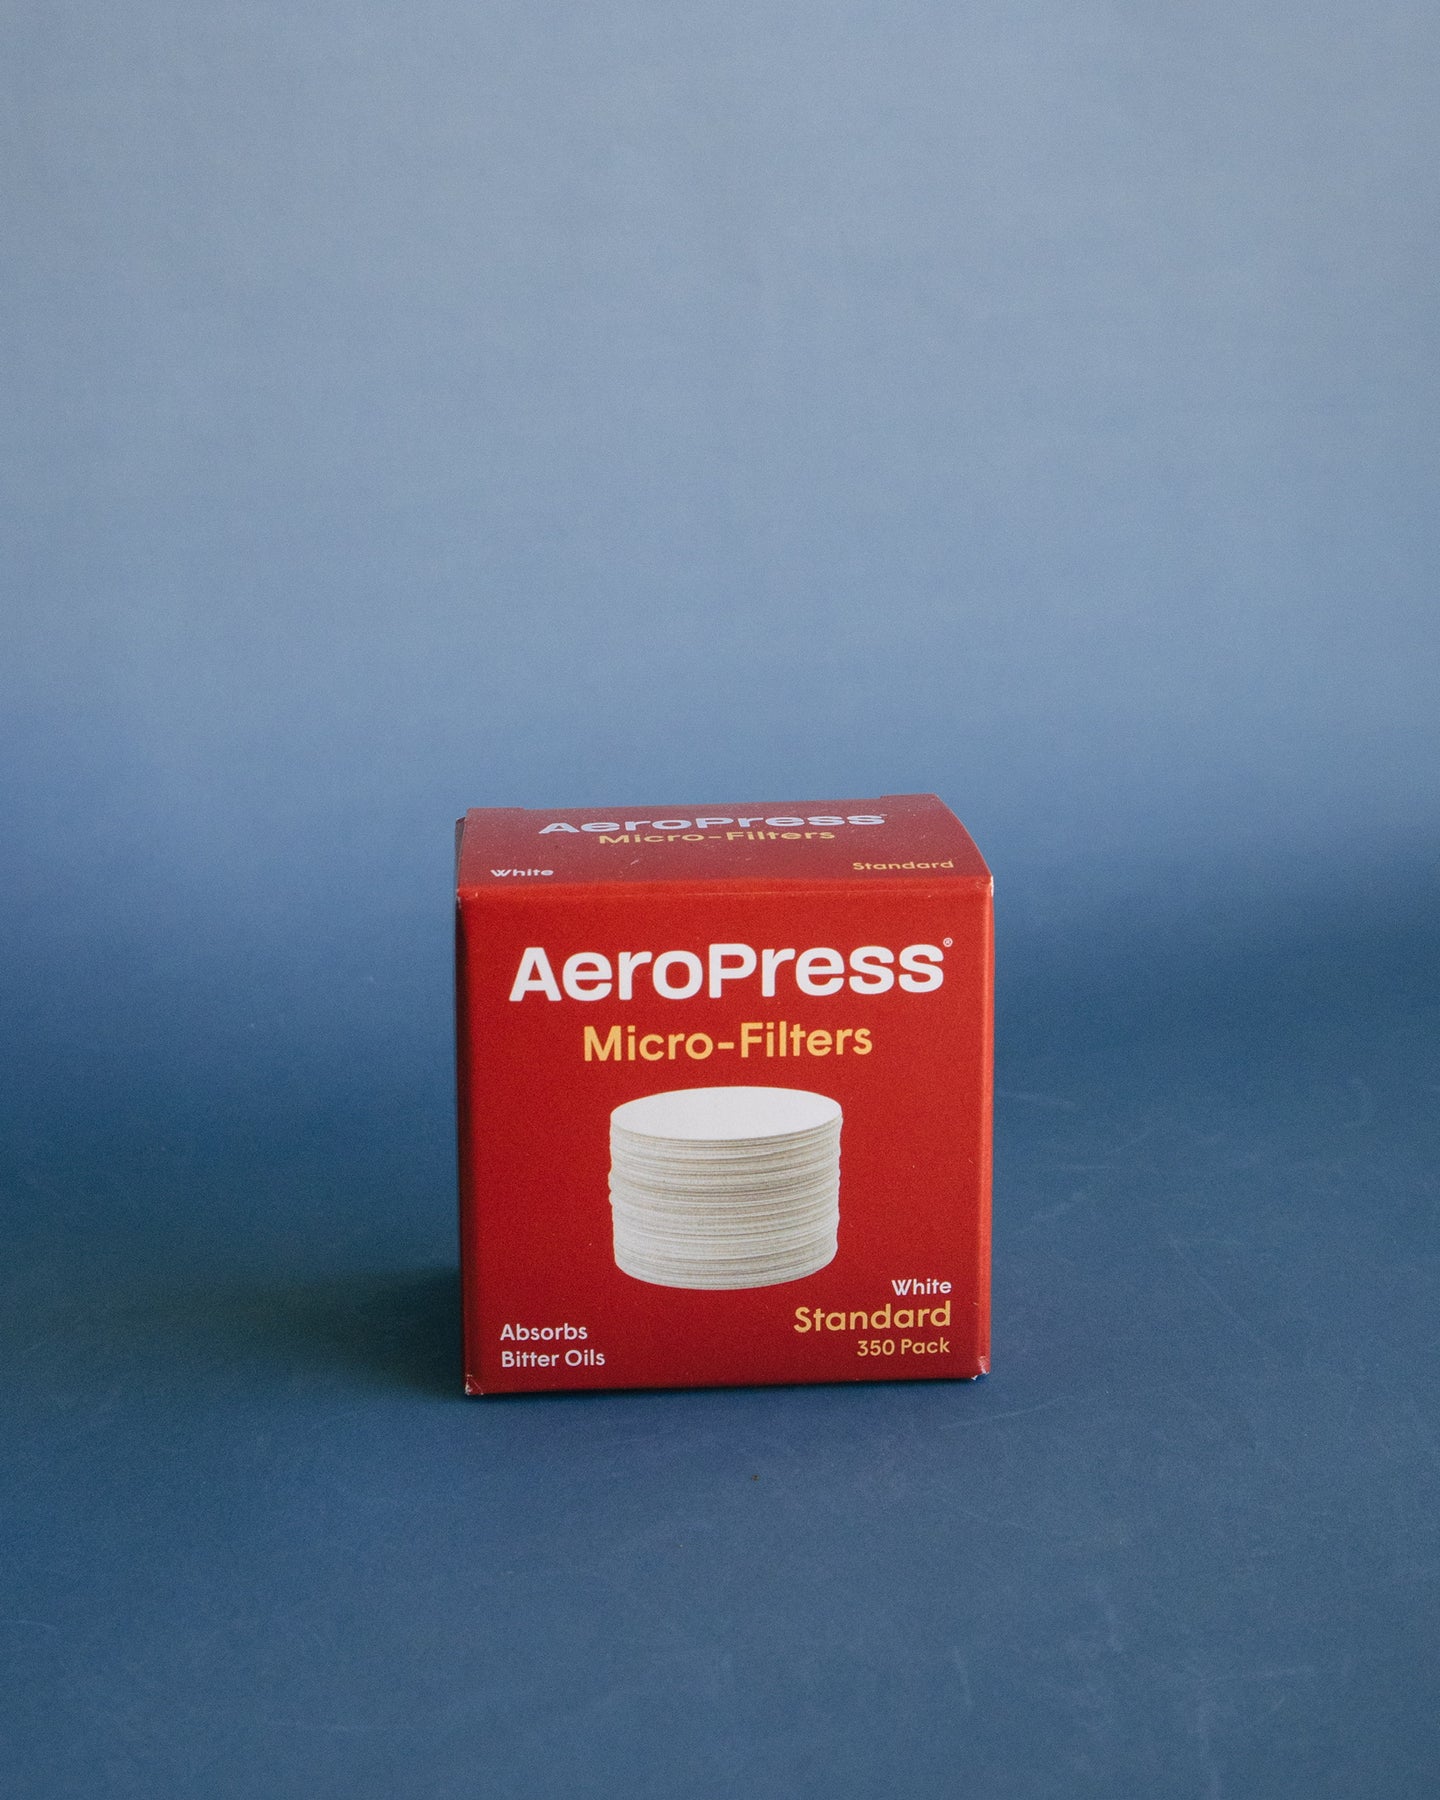 AeroPress
Micro-Filters
White
Standard
AeroPress®
Micro-Filters
White
Standard
350 Pack
Absorbs
Bitter Oils